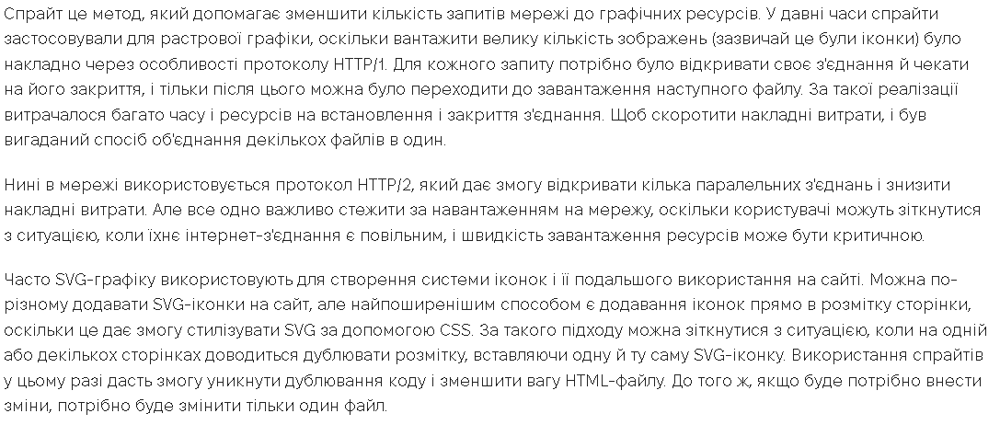 Спрайт це метод, який допомагає зменшити кількість запитів мережі до графічних ресурсів. У давні часи спрайти
застосовували для растрової графіки, оскільки вантажити велику кількість зображень (зазвичай це були іконки) було
накладно через особливості протоколу HTTP/1. Для кожного запиту потрібно було відкривати своє з'єднання й чекати
на його закриття, і тільки після цього можна було переходити до завантаження наступного файлу. За такої реалізації
витрачалося багато часу і ресурсів на встановлення і закриття з'єднання. Щоб скоротити накладні витрати, і був
вигаданий спосіб об'єднання декількох файлів в один.
Нині в мережі використовується протокол HTTP/2, який дає змогу відкривати кілька паралельних з'єднань і знизити
накладні витрати. Але все одно важливо стежити за навантаженням на мережу, оскільки користувачі можуть зіткнутися
з ситуацією, коли їхнє інтернет-з'єднання є повільним, і швидкість завантаження ресурсів може бути критичною.
Часто SVG-графіку використовують для створення системи іконок і її подальшого використання на сайті. Можна по-
різному додавати SVG-іконки на сайт, але найпоширенішим способом є додавання іконок прямо в розмітку сторінки,
оскільки це дає змогу стилізувати SVG за допомогою CSS. За такого підходу можна зіткнутися з ситуацією, коли на одній
або декількох сторінках доводиться дублювати розмітку, вставляючи одну й ту саму SVG-іконку. Використання спрайтів
у цьому разі дасть змогу уникнути дублювання коду і зменшити вагу HTML-файлу. До того ж, якщо буде потрібно внести
зміни, потрібно буде змінити тільки один файл.